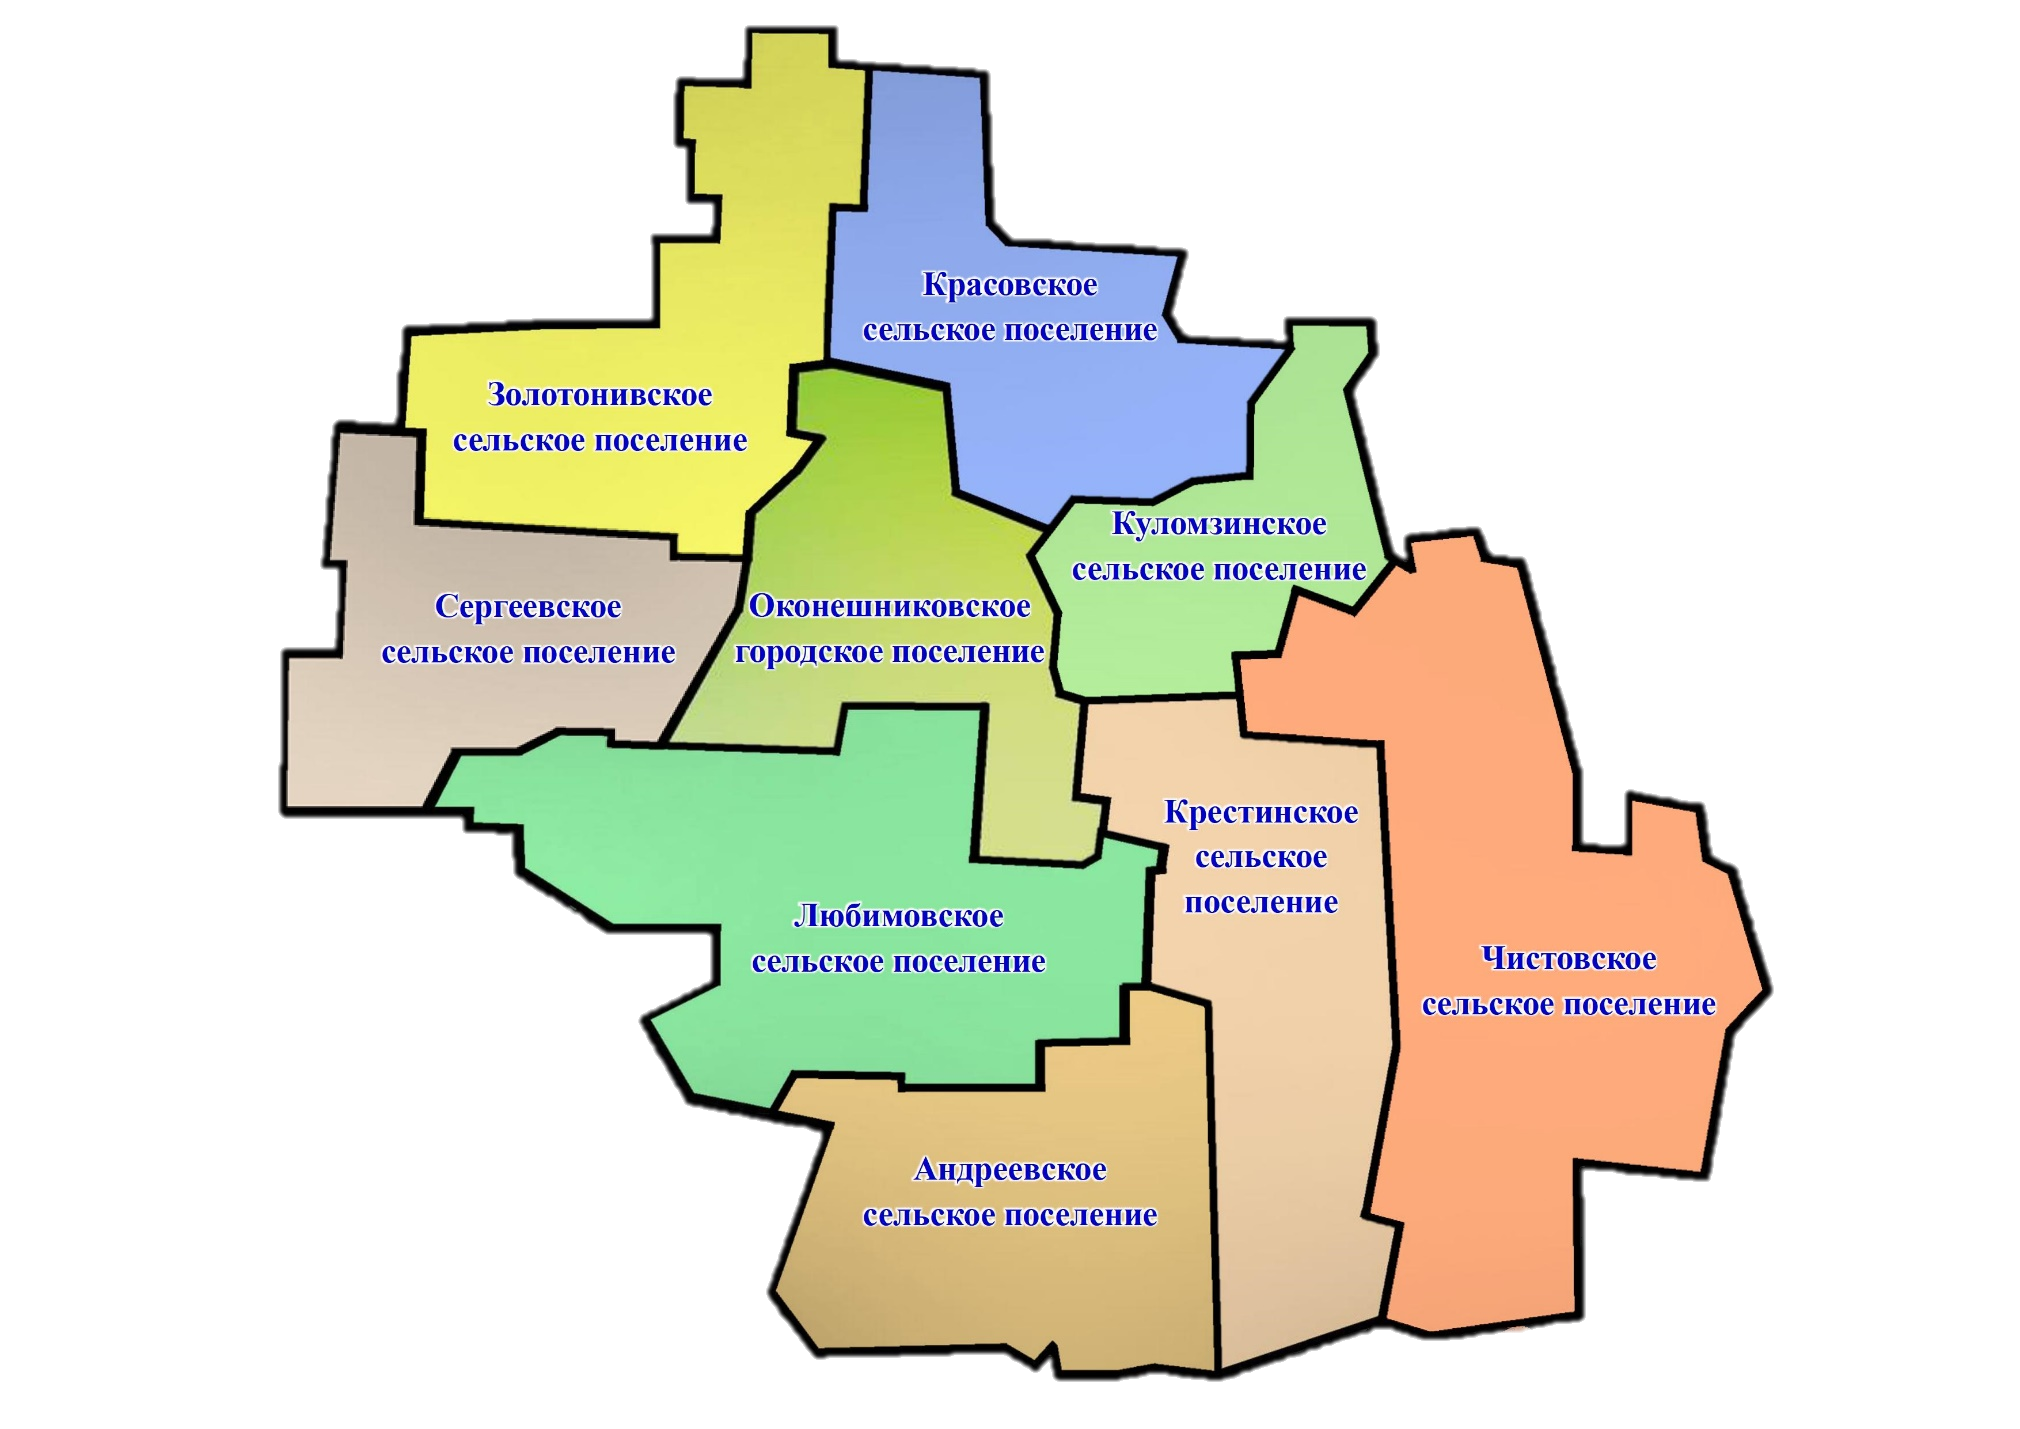 Красовское
сельское поселение
Золотонивское
сельское поселение
Куломзинское
сельское поселение
Сергеевское
сельское поселение
Оконешниковское
городское поселение
Крестинское
сельское
поселение
Любимовское
сельское поселение
Чистовское
сельское поселение
Андреевское
сельское поселение